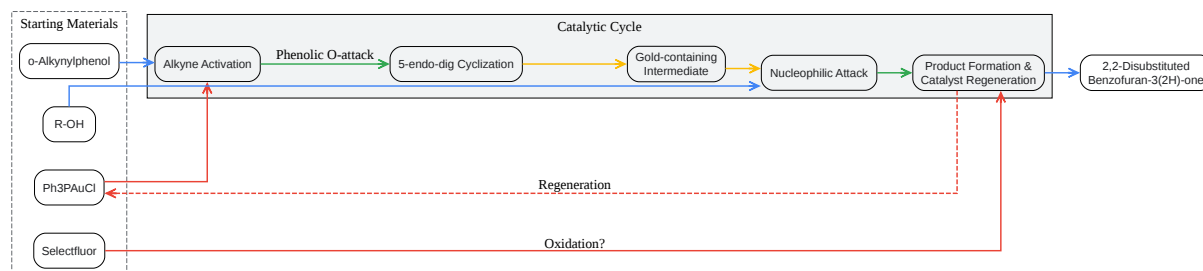 Starting Materials
Catalytic Cycle
o-Alkynylphenol
Alkyne Activation
Phenolic O-attack
5-endo-dig Cyclization
Gold-containing
Intermediate
Nucleophilic Attack
Product Formation &
Catalyst Regeneration
2,2-Disubstituted
Benzofuran-3(2H)-one
R-OH
Ph3PAuCl
Regeneration
Selectfluor
Oxidation?